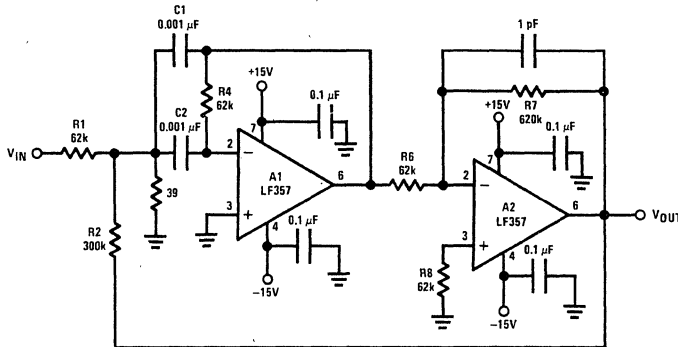 C1
0.001 μF
1 pF
R4
62k
+15V
0.1 μF
R7
620k
+15V
0.1 μF
C2
0.001 μF
R1
62k
V_IN
2
−
7
A1
LF357
6
R6
62k
2
−
7
A2
LF357
6
V_OUT
39
3
+
4
0.1 μF
3
+
4
0.1 μF
R2
300k
−15V
R8
62k
−15V